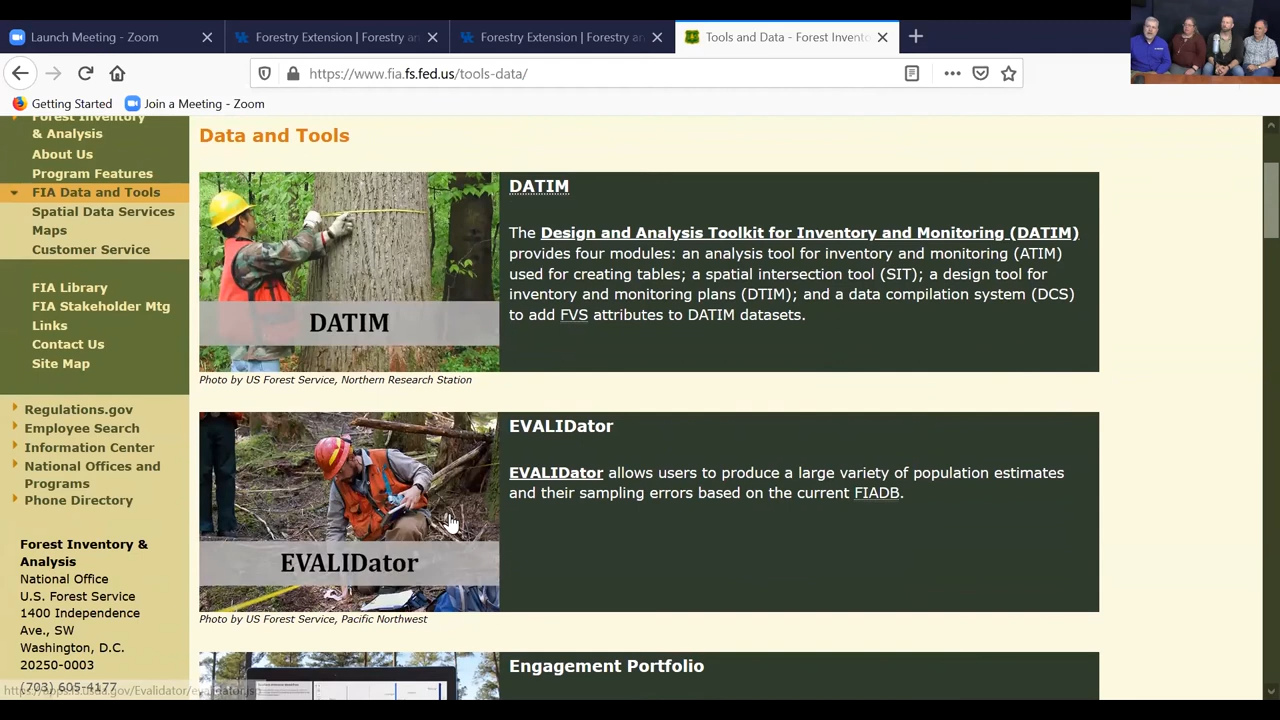 Launch Meeting - Zoom
Forestry Extension | Forestry an
Forestry Extension | Forestry an
Tools and Data - Forest Invento
https://www.fia.fs.fed.us/tools-data/
Getting Started
Join a Meeting - Zoom
Forest Inventory
& Analysis
About Us
Program Features
FIA Data and Tools
Spatial Data Services
Maps
Customer Service
FIA Library
FIA Stakeholder Mtg
Links
Contact Us
Site Map
Regulations.gov
Employee Search
Information Center
National Offices and
Programs
Phone Directory
Forest Inventory &
Analysis
National Office
U.S. Forest Service
1400 Independence
Ave., SW
Washington, D.C.
20250-0003
(703) 605-4177
Data and Tools
DATIM
DATIM
The Design and Analysis Toolkit for Inventory and Monitoring (DATIM)
provides four modules: an analysis tool for inventory and monitoring (ATIM)
used for creating tables; a spatial intersection tool (SIT); a design tool for
inventory and monitoring plans (DTIM); and a data compilation system (DCS)
to add FVS attributes to DATIM datasets.
Photo by US Forest Service, Northern Research Station
EVALIDator
EVALIDator
EVALIDator allows users to produce a large variety of population estimates
and their sampling errors based on the current FIADB.
Photo by US Forest Service, Pacific Northwest
Engagement Portfolio